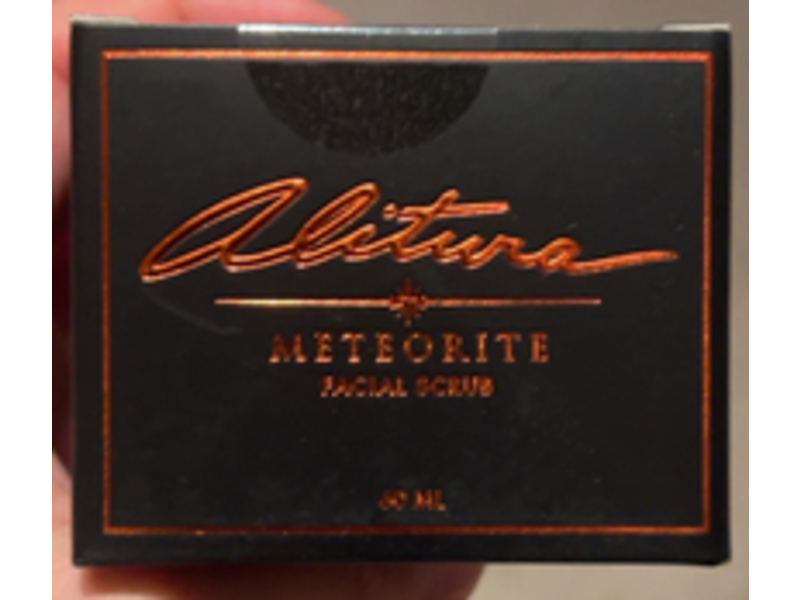 Alitura
METEORITE
FACIAL SCRUB
60 ML